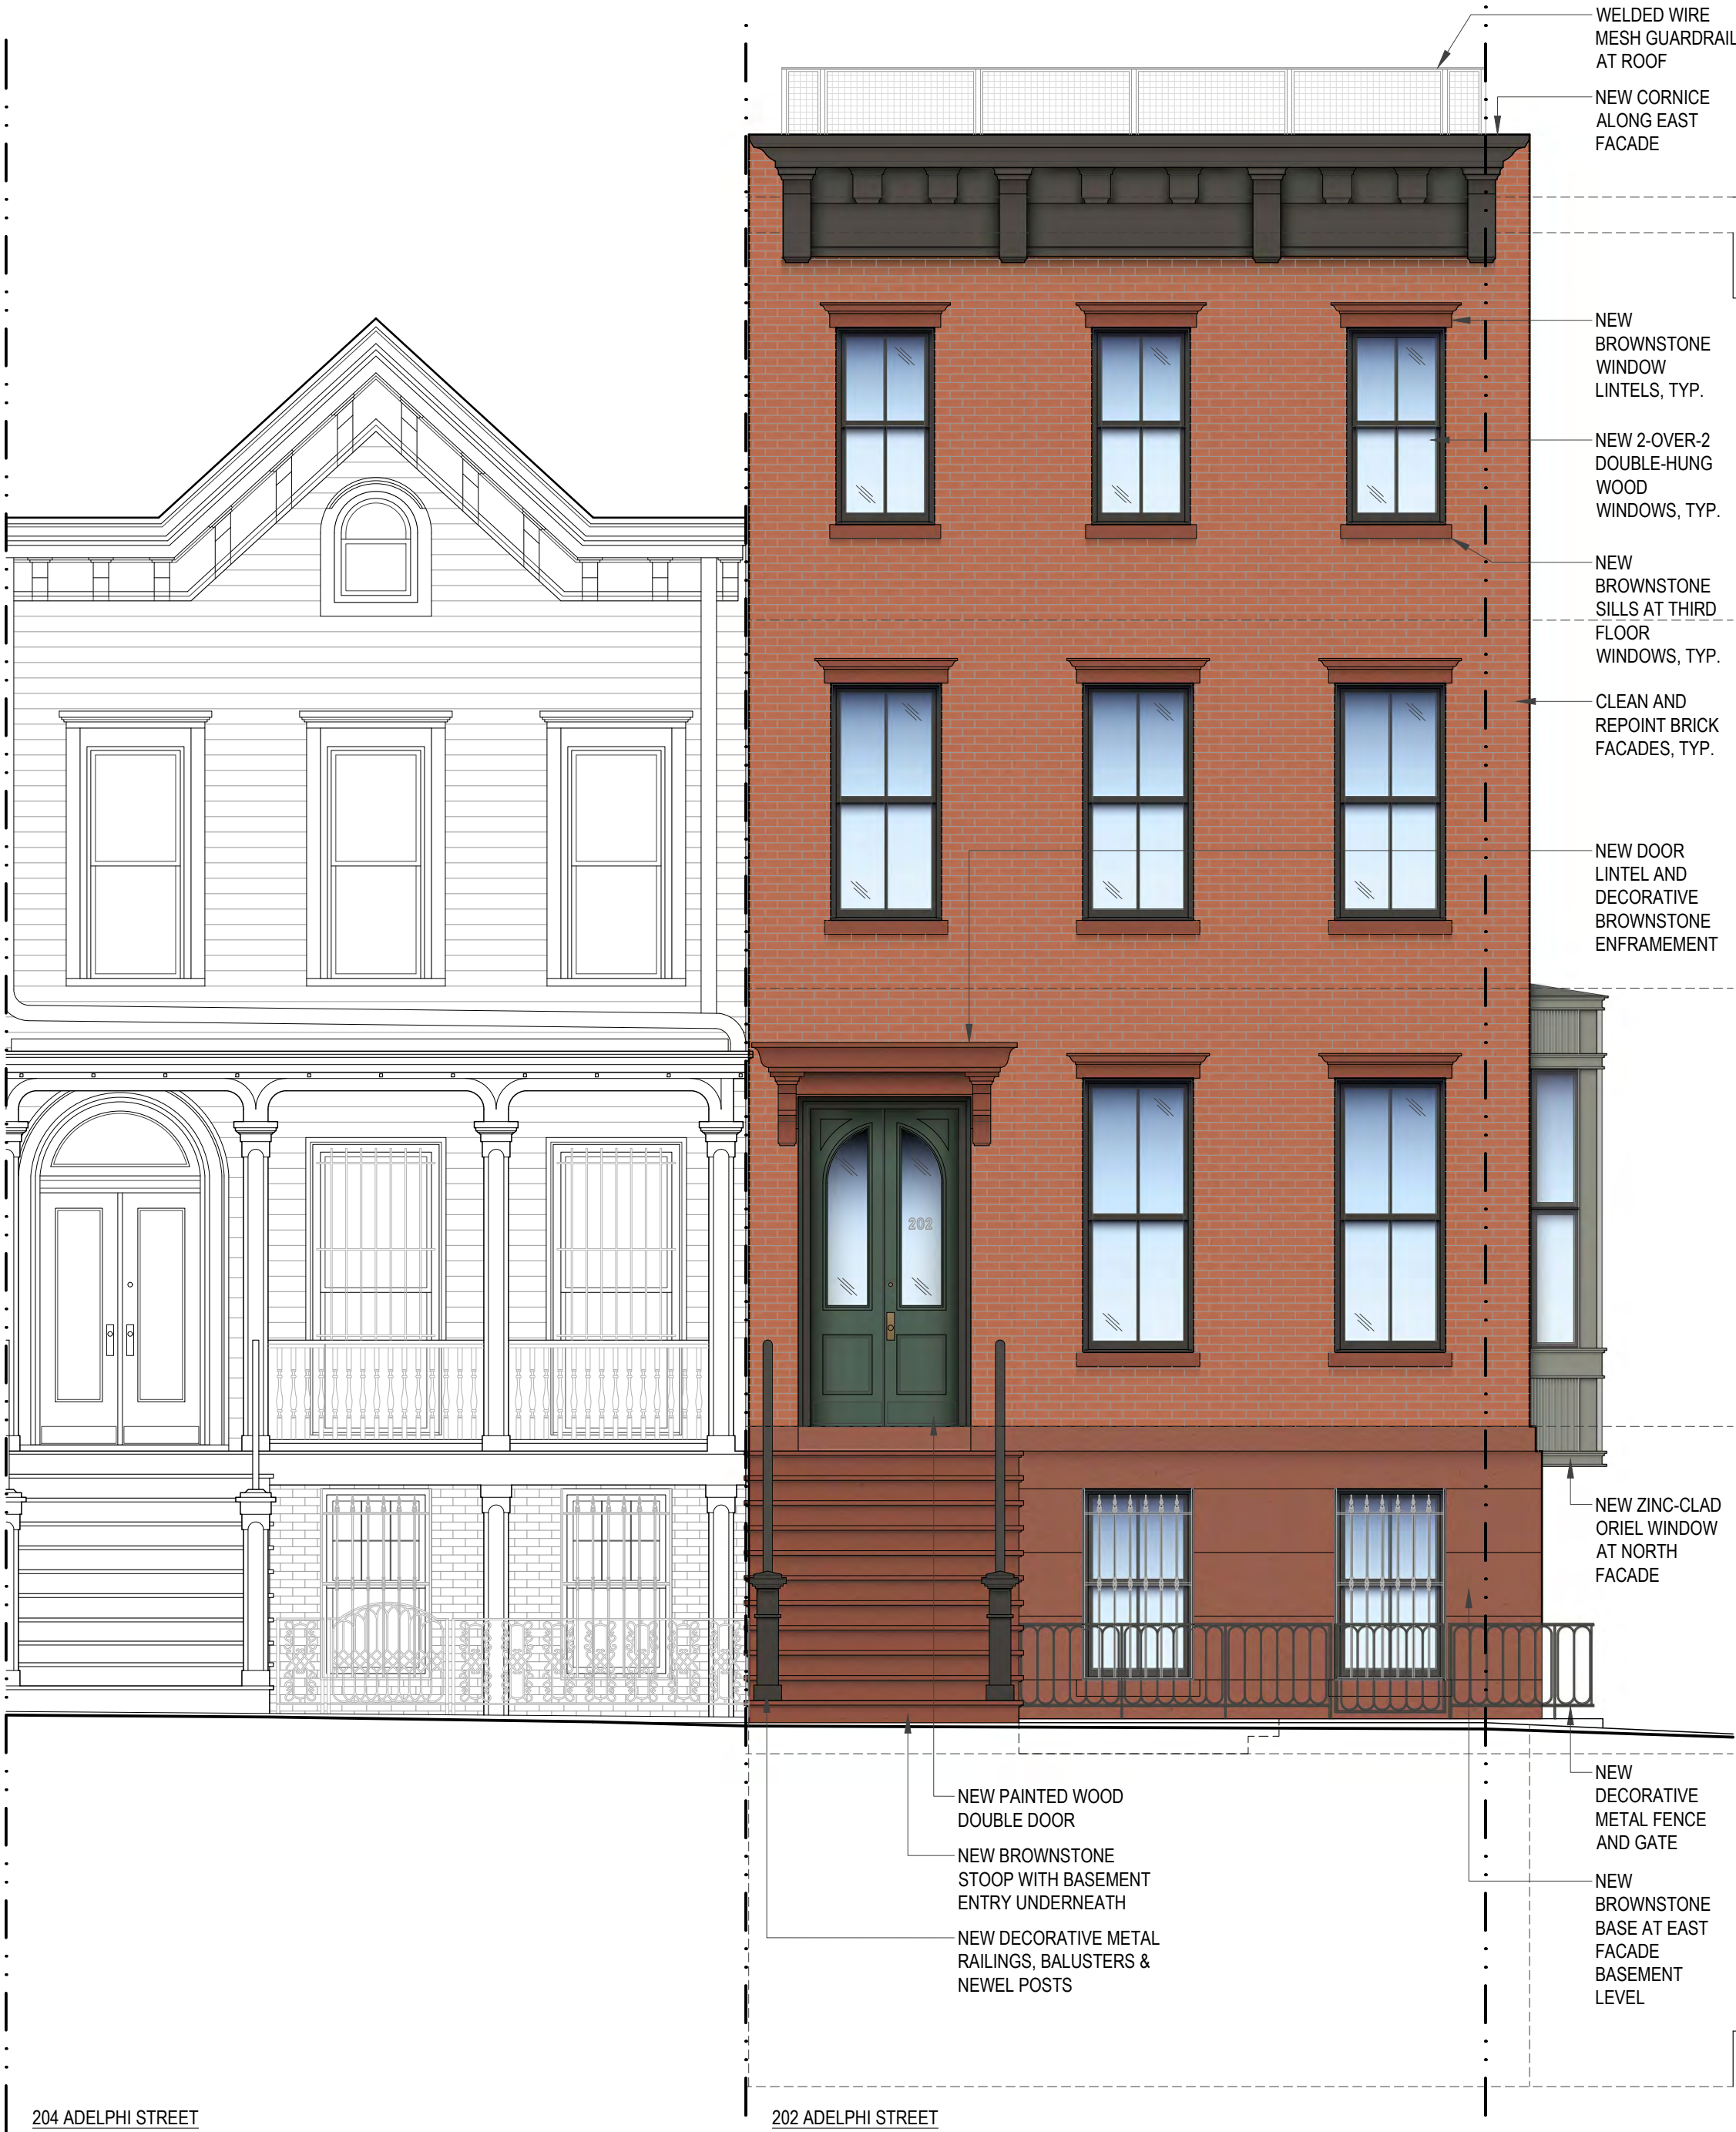 WELDED WIRE
MESH GUARDRAIL
AT ROOF
NEW CORNICE
ALONG EAST
FACADE
NEW
BROWNSTONE
WINDOW
LINTELS, TYP.
NEW 2-OVER-2
DOUBLE-HUNG
WOOD
WINDOWS, TYP.
NEW
BROWNSTONE
SILLS AT THIRD
FLOOR
WINDOWS, TYP.
CLEAN AND
REPOINT BRICK
FACADES, TYP.
NEW DOOR
LINTEL AND
DECORATIVE
BROWNSTONE
ENFRAMEMENT
202
NEW ZINC-CLAD
ORIEL WINDOW
AT NORTH
FACADE
NEW PAINTED WOOD
DOUBLE DOOR
NEW BROWNSTONE
STOOP WITH BASEMENT
ENTRY UNDERNEATH
NEW DECORATIVE METAL
RAILINGS, BALUSTERS &
NEWEL POSTS
NEW
DECORATIVE
METAL FENCE
AND GATE
NEW
BROWNSTONE
BASE AT EAST
FACADE
BASEMENT
LEVEL
204 ADELPHI STREET
202 ADELPHI STREET